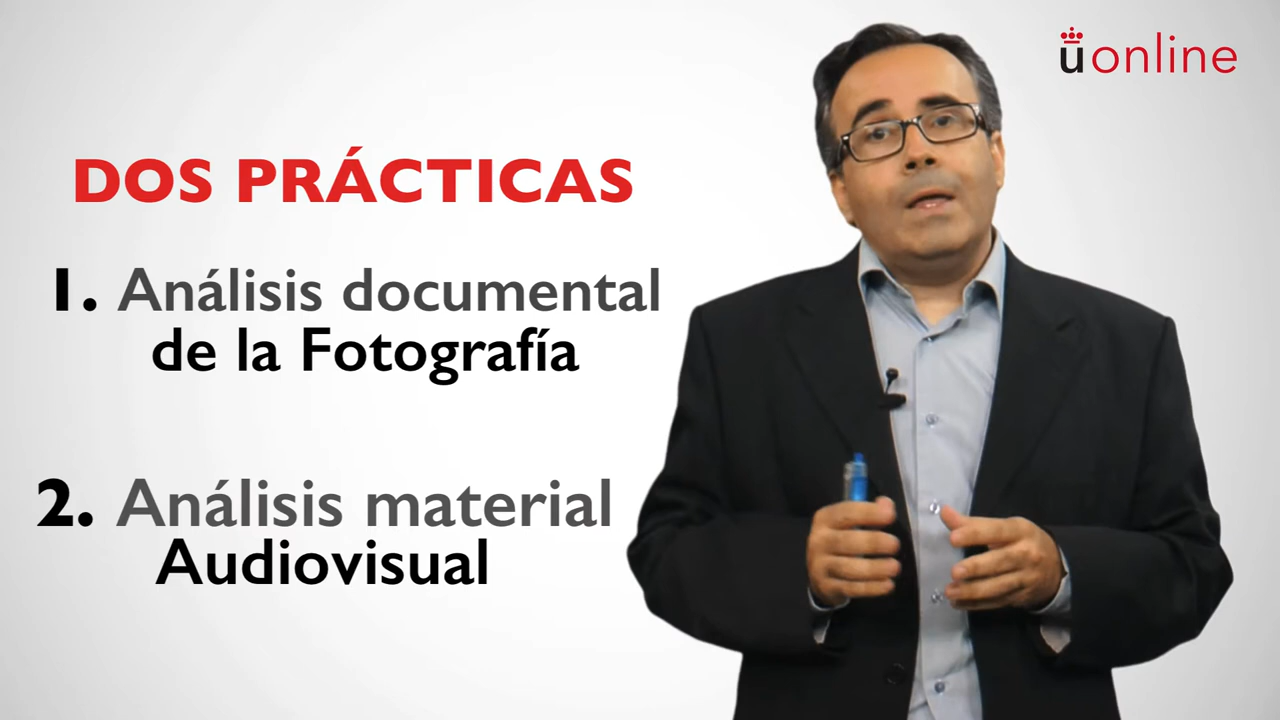 üonline
DOS PRÁCTICAS
1. Análisis documental
de la Fotografía
2. Análisis material
Audiovisual